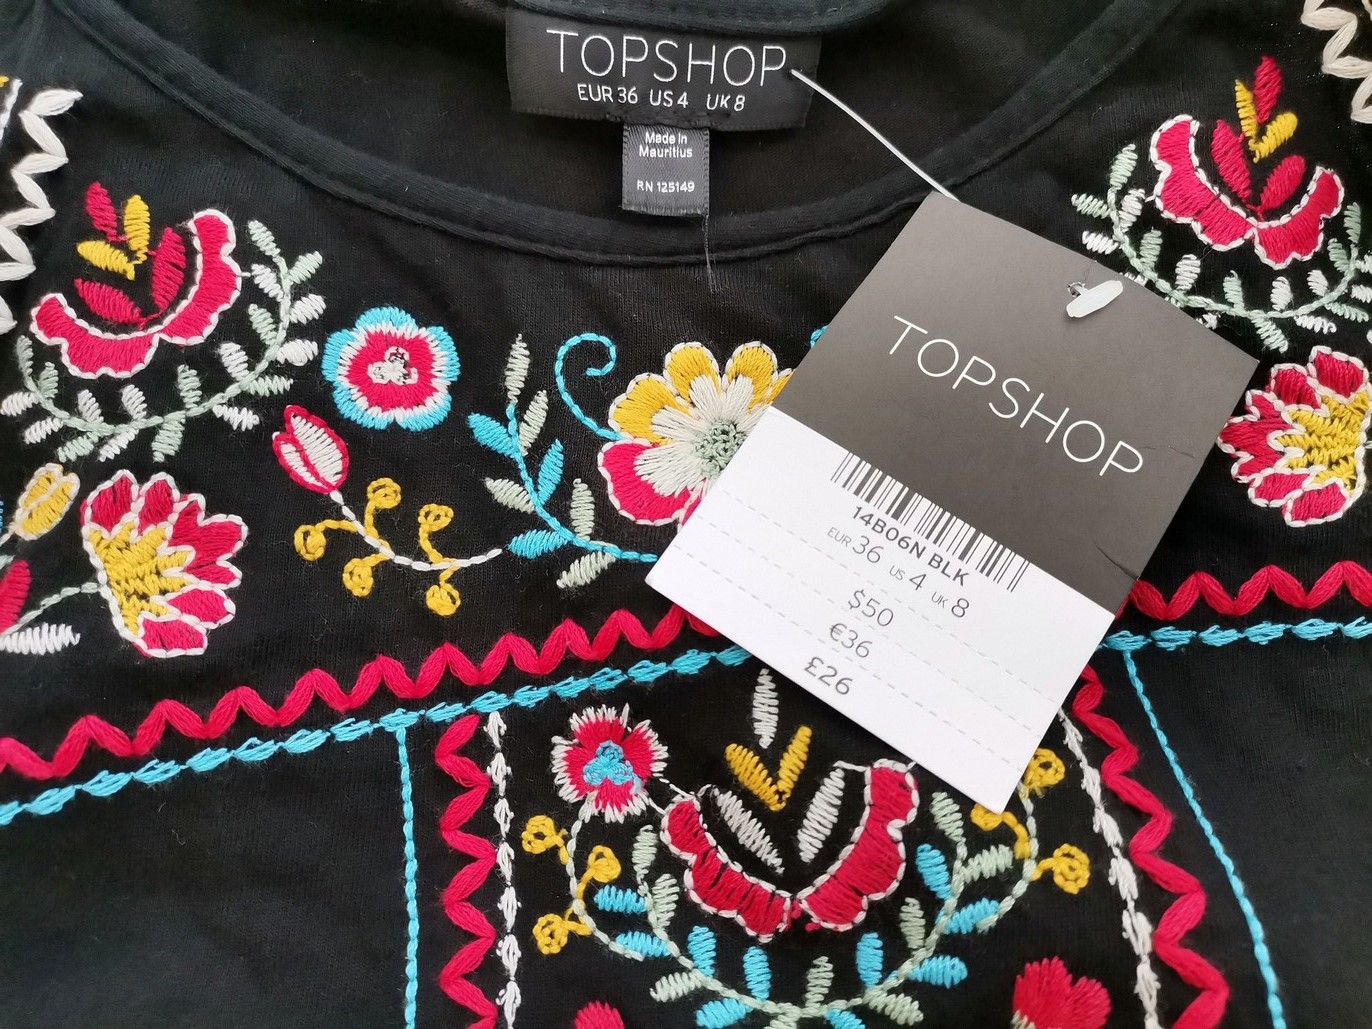 TOPSHOP
EUR 36 US 4 UK 8
Made in
Mauritius
RN 125149
TOPSHOP
14B06N BLK
EUR 36 US 4 UK 8
$50
€36
£26